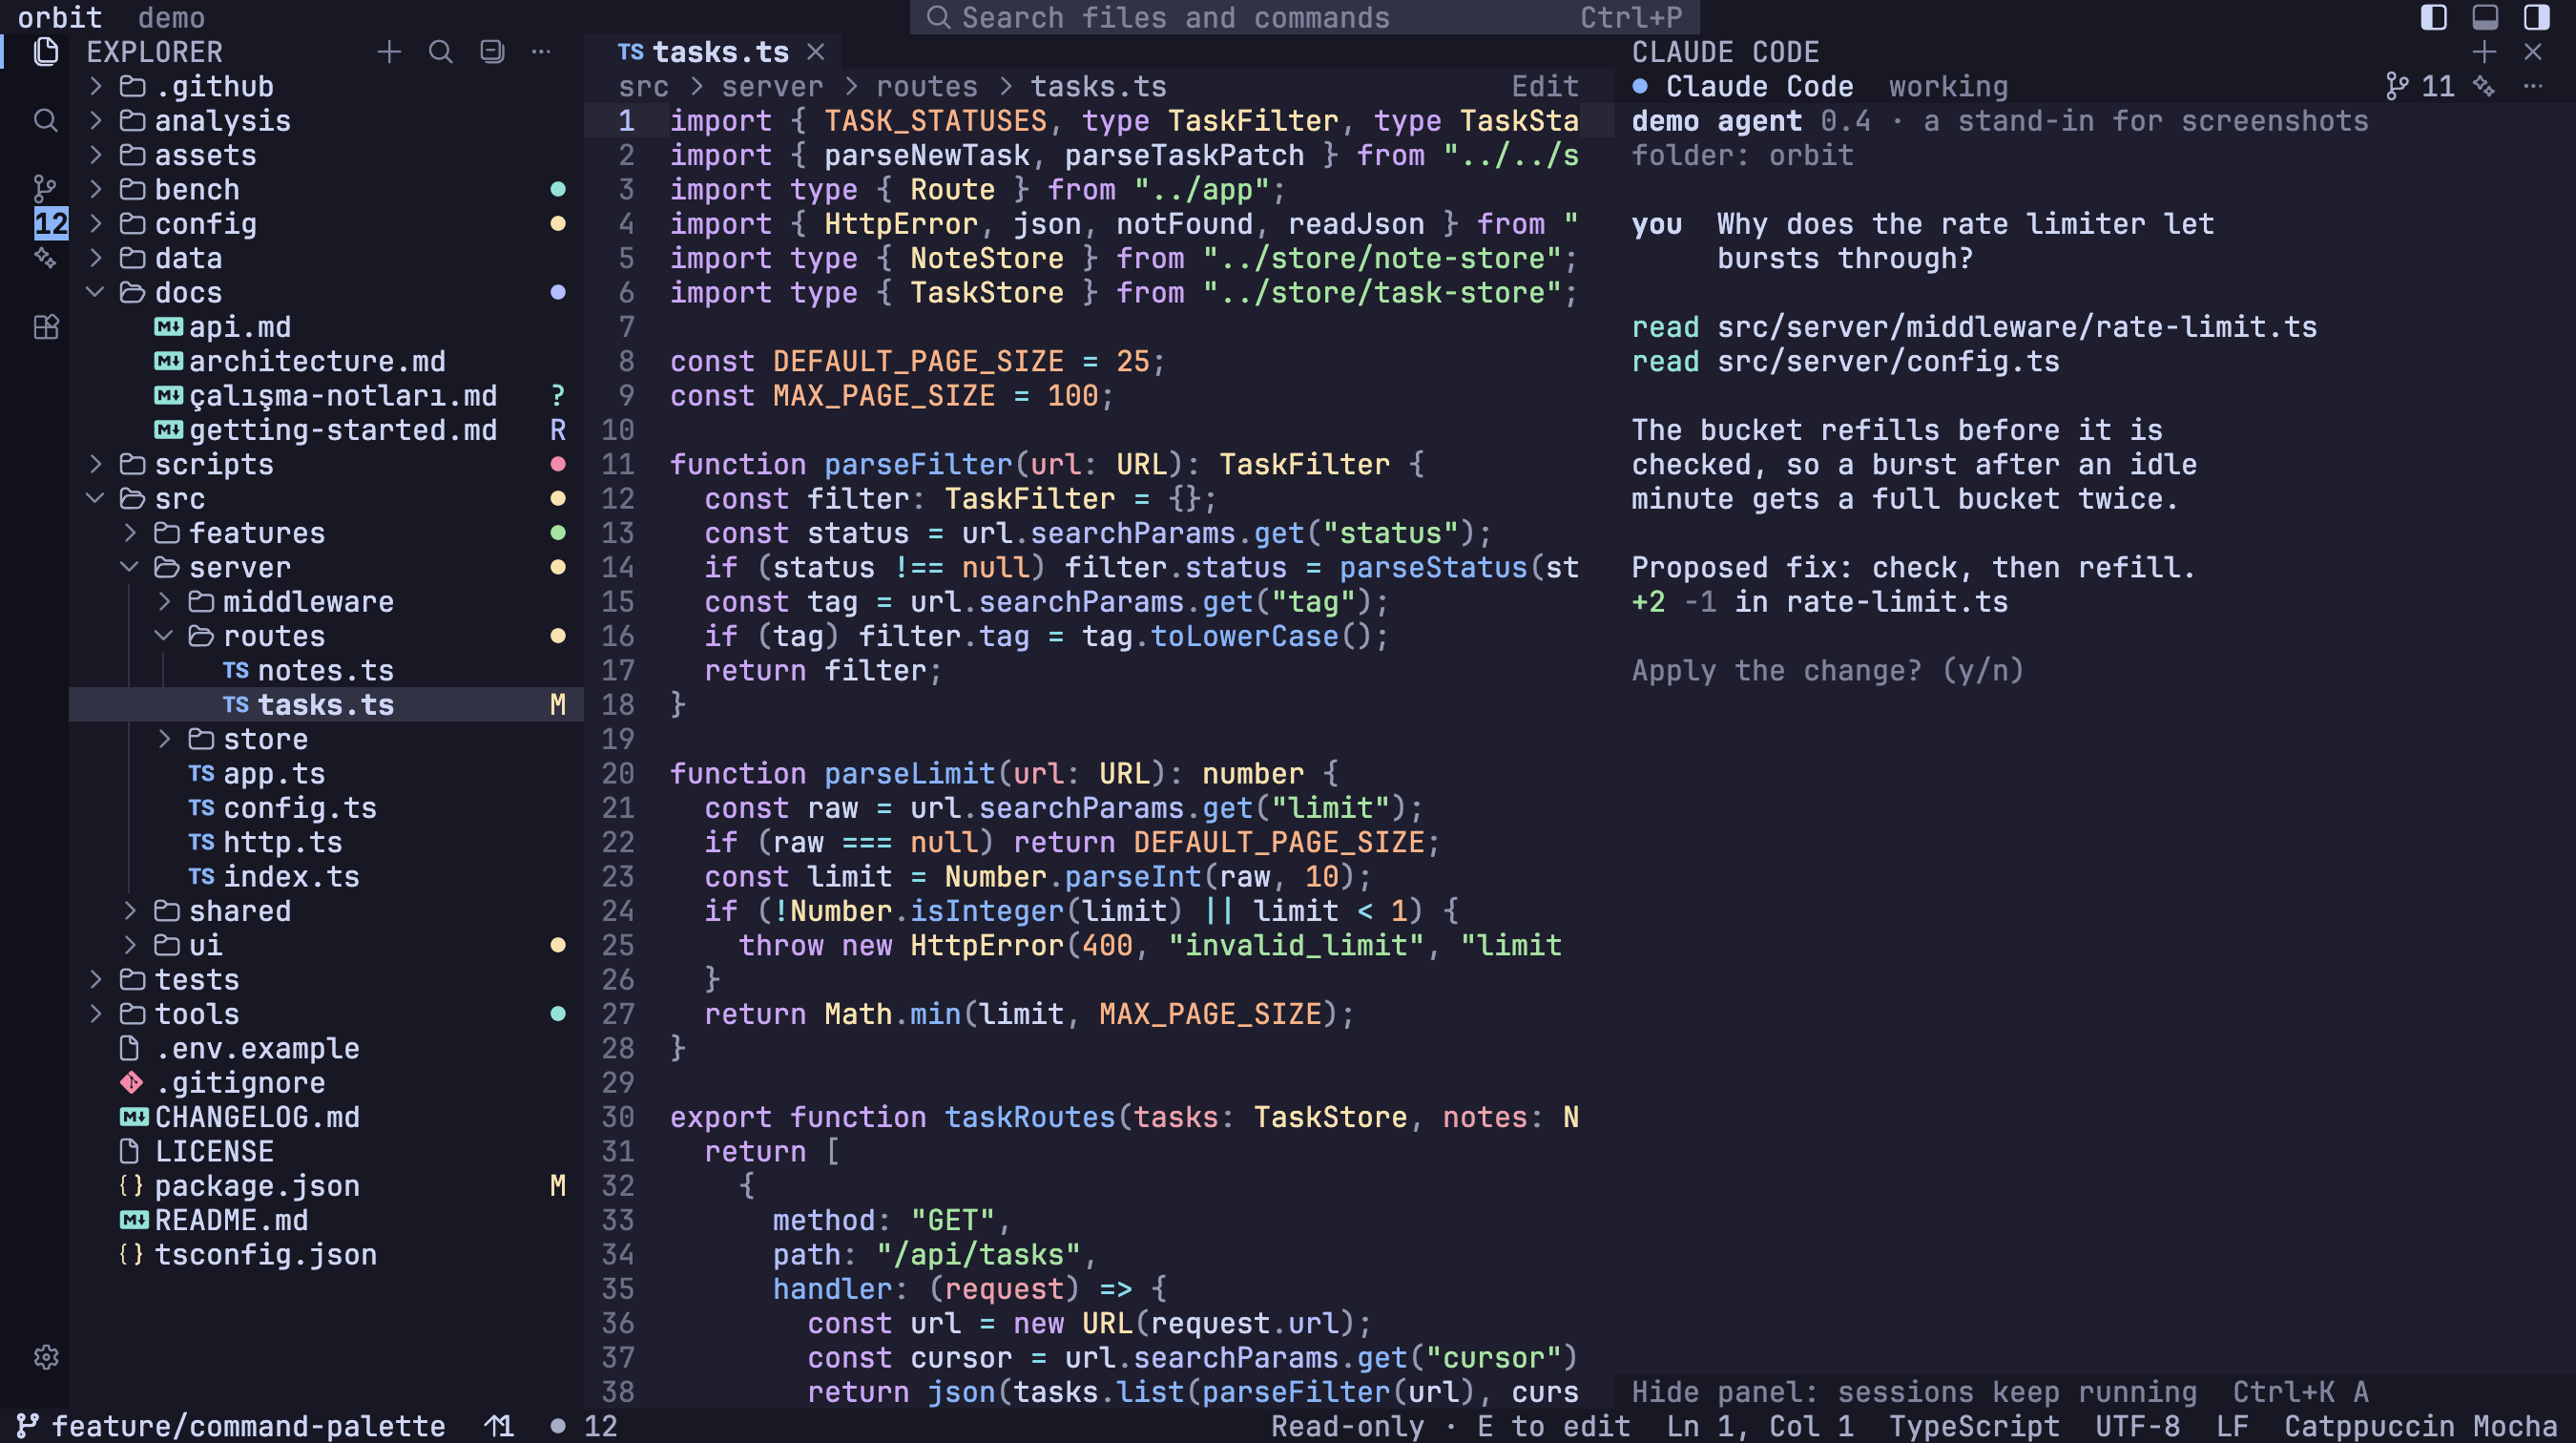 orbit demo
Search files and commands Ctrl+P
EXPLORER
12
.github
analysis
assets
bench
config
data
docs
api.md
architecture.md
çalışma-notları.md ?
getting-started.md R
scripts
src
features
server
middleware
routes
TS notes.ts
TS tasks.ts M
store
TS app.ts
TS config.ts
TS http.ts
TS index.ts
shared
ui
tests
tools
.env.example
.gitignore
CHANGELOG.md
LICENSE
{} package.json M
README.md
{} tsconfig.json
TS tasks.ts
src > server > routes > tasks.ts Edit
1 import { TASK_STATUSES, type TaskFilter, type TaskSta
2 import { parseNewTask, parseTaskPatch } from "../../s
3 import type { Route } from "../app";
4 import { HttpError, json, notFound, readJson } from "
5 import type { NoteStore } from "../store/note-store";
6 import type { TaskStore } from "../store/task-store";
7
8 const DEFAULT_PAGE_SIZE = 25;
9 const MAX_PAGE_SIZE = 100;
10
11 function parseFilter(url: URL): TaskFilter {
12 const filter: TaskFilter = {};
13 const status = url.searchParams.get("status");
14 if (status !== null) filter.status = parseStatus(st
15 const tag = url.searchParams.get("tag");
16 if (tag) filter.tag = tag.toLowerCase();
17 return filter;
18 }
19
20 function parseLimit(url: URL): number {
21 const raw = url.searchParams.get("limit");
22 if (raw === null) return DEFAULT_PAGE_SIZE;
23 const limit = Number.parseInt(raw, 10);
24 if (!Number.isInteger(limit) || limit < 1) {
25 throw new HttpError(400, "invalid_limit", "limit
26 }
27 return Math.min(limit, MAX_PAGE_SIZE);
28 }
29
30 export function taskRoutes(tasks: TaskStore, notes: N
31 return [
32 {
33 method: "GET",
34 path: "/api/tasks",
35 handler: (request) => {
36 const url = new URL(request.url);
37 const cursor = url.searchParams.get("cursor")
38 return json(tasks.list(parseFilter(url), curs
CLAUDE CODE
Claude Code working 11
demo agent 0.4 · a stand-in for screenshots
folder: orbit
you Why does the rate limiter let
bursts through?
read src/server/middleware/rate-limit.ts
read src/server/config.ts
The bucket refills before it is
checked, so a burst after an idle
minute gets a full bucket twice.
Proposed fix: check, then refill.
+2 -1 in rate-limit.ts
Apply the change? (y/n)
Hide panel: sessions keep running Ctrl+K A
feature/command-palette ↑1 12
Read-only · E to edit Ln 1, Col 1 TypeScript UTF-8 LF Catppuccin Mocha